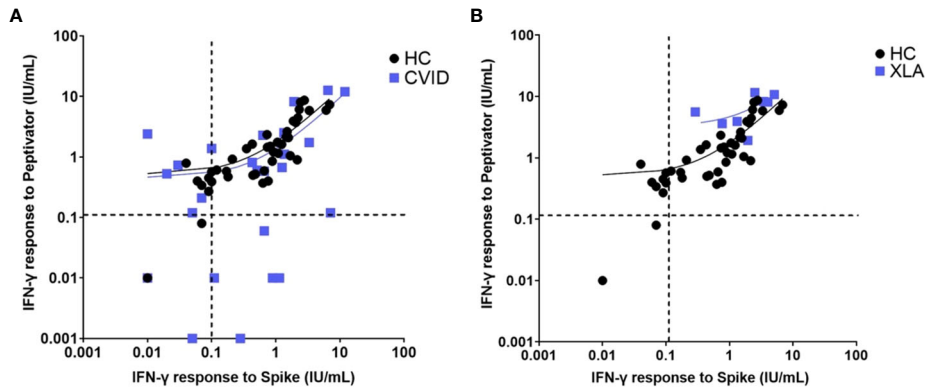 A
IFN-γ response to Peptivator (IU/mL)
100
10
1
0.1
0.01
0.001
0.001
0.01
0.1
1
10
100
IFN-γ response to Spike (IU/mL)
HC
CVID
B
IFN-γ response to Peptivator (IU/mL)
100
10
1
0.1
0.01
0.001
0.001
0.01
0.1
1
10
100
IFN-γ response to Spike (IU/mL)
HC
XLA